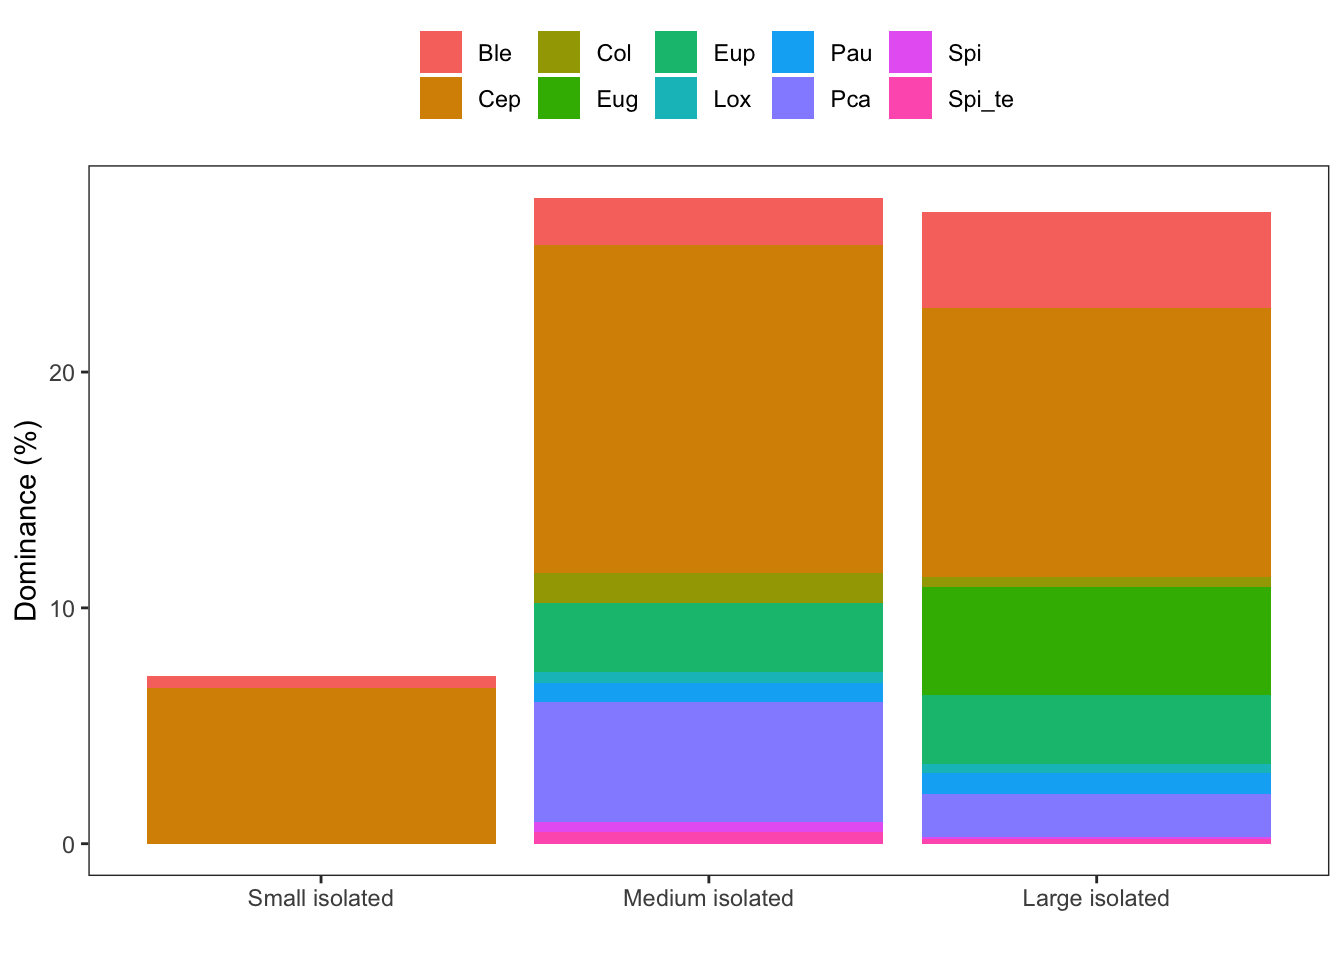 Ble Col Eup Pau Spi
Cep Eug Lox Pca Spi_te
Dominance (%)
20
10
0
Small isolated Medium isolated Large isolated